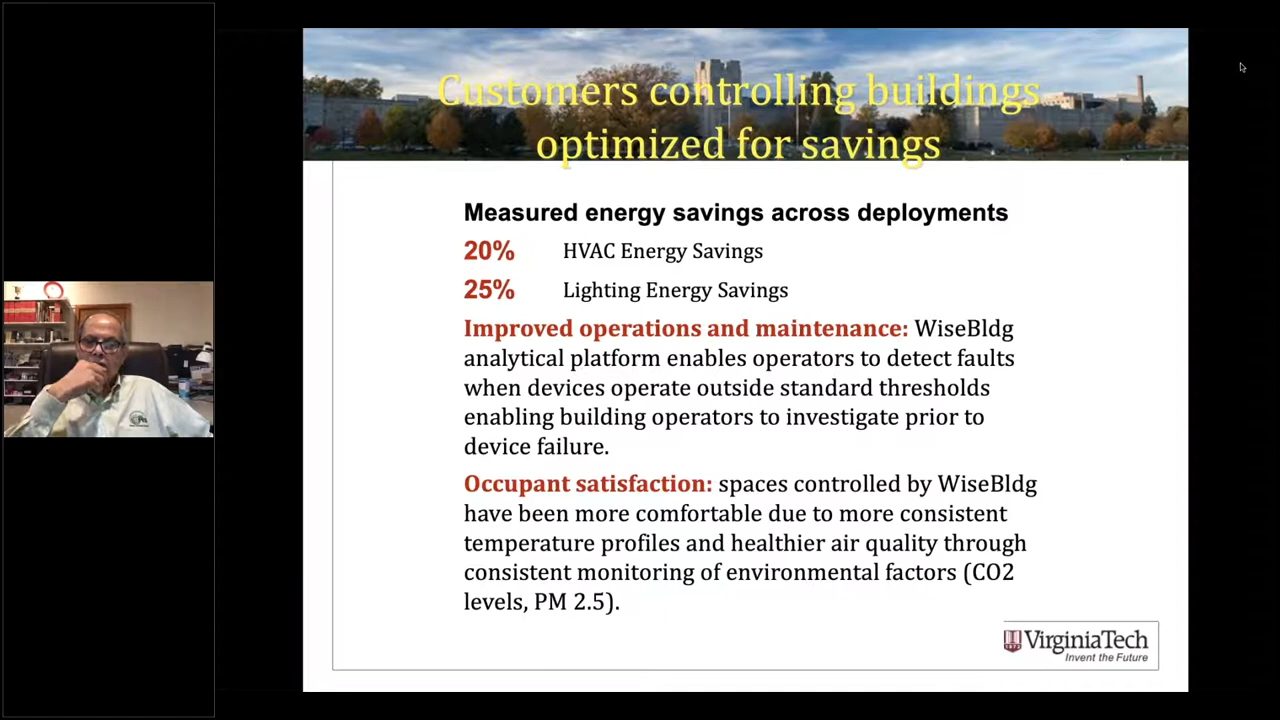 Customers controlling buildings
optimized for savings
Measured energy savings across deployments
20% HVAC Energy Savings
25% Lighting Energy Savings
Improved operations and maintenance: WiseBldg
analytical platform enables operators to detect faults
when devices operate outside standard thresholds
enabling building operators to investigate prior to
device failure.
Occupant satisfaction: spaces controlled by WiseBldg
have been more comfortable due to more consistent
temperature profiles and healthier air quality through
consistent monitoring of environmental factors (CO2
levels, PM 2.5).
VirginiaTech
Invent the Future